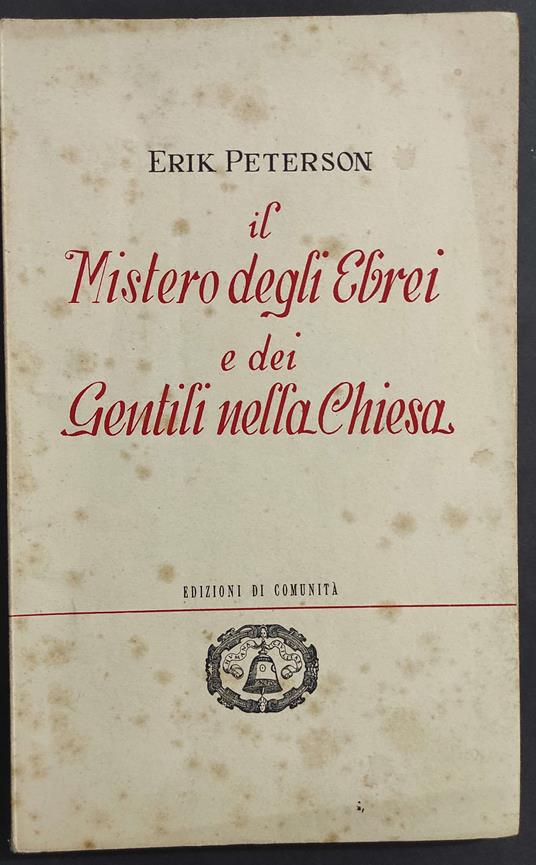 ERIK PETERSON
il
Mistero degli Ebrei
e dei
Gentili nella Chiesa
EDIZIONI DI COMUNITÀ